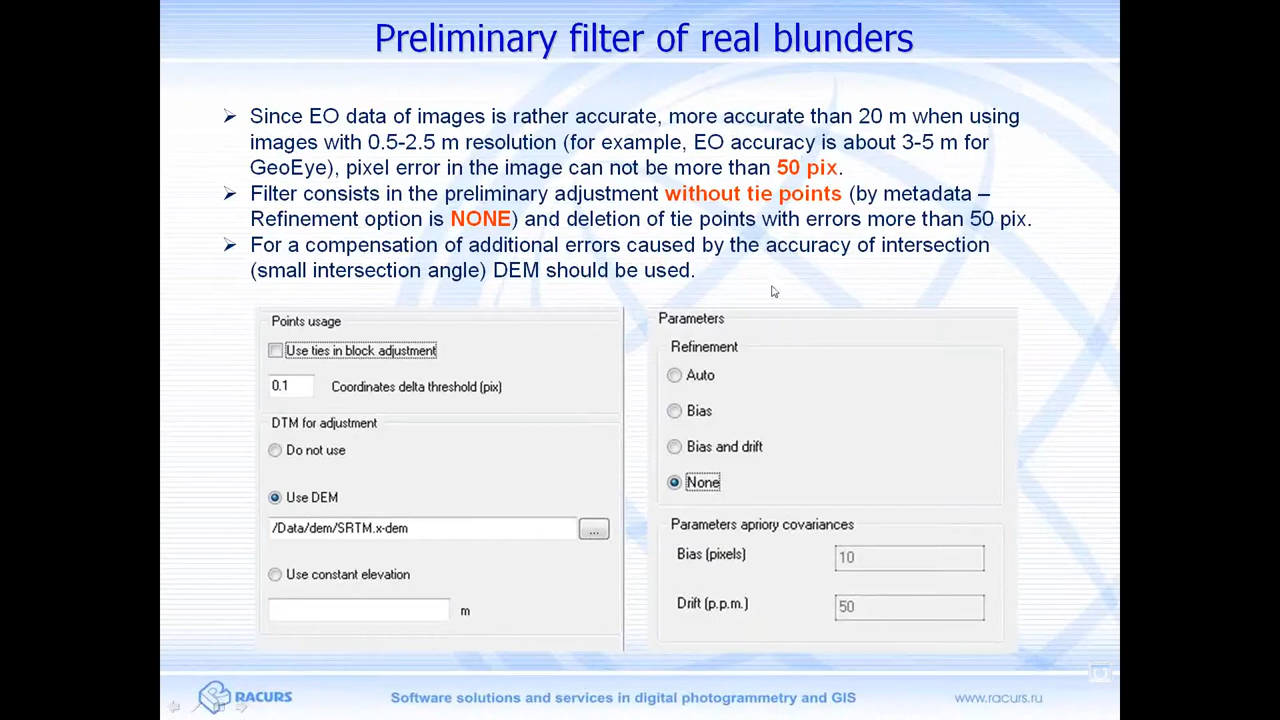 Preliminary filter of real blunders
Since EO data of images is rather accurate, more accurate than 20 m when using
images with 0.5-2.5 m resolution (for example, EO accuracy is about 3-5 m for
GeoEye), pixel error in the image can not be more than 50 pix.
Filter consists in the preliminary adjustment without tie points (by metadata –
Refinement option is NONE) and deletion of tie points with errors more than 50 pix.
For a compensation of additional errors caused by the accuracy of intersection
(small intersection angle) DEM should be used.
Points usage
Use ties in block adjustment
0.1 Coordinates delta threshold (pix)
DTM for adjustment
Do not use
Use DEM
/Data/dem/SRTM.x-dem ...
Use constant elevation
m
Parameters
Refinement
Auto
Bias
Bias and drift
None
Parameters apriory covariances
Bias (pixels) 10
Drift (p.p.m.) 50
RACURS
Software solutions and services in digital photogrammetry and GIS
www.racurs.ru